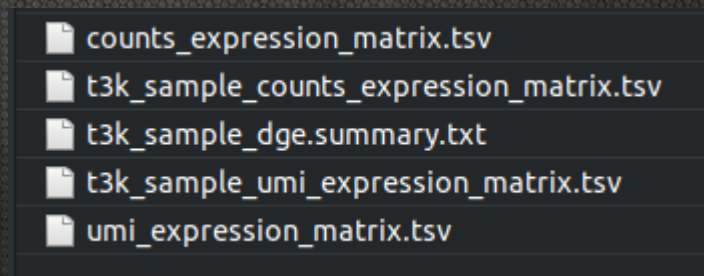 counts_expression_matrix.tsv
t3k_sample_counts_expression_matrix.tsv
t3k_sample_dge.summary.txt
t3k_sample_umi_expression_matrix.tsv
umi_expression_matrix.tsv